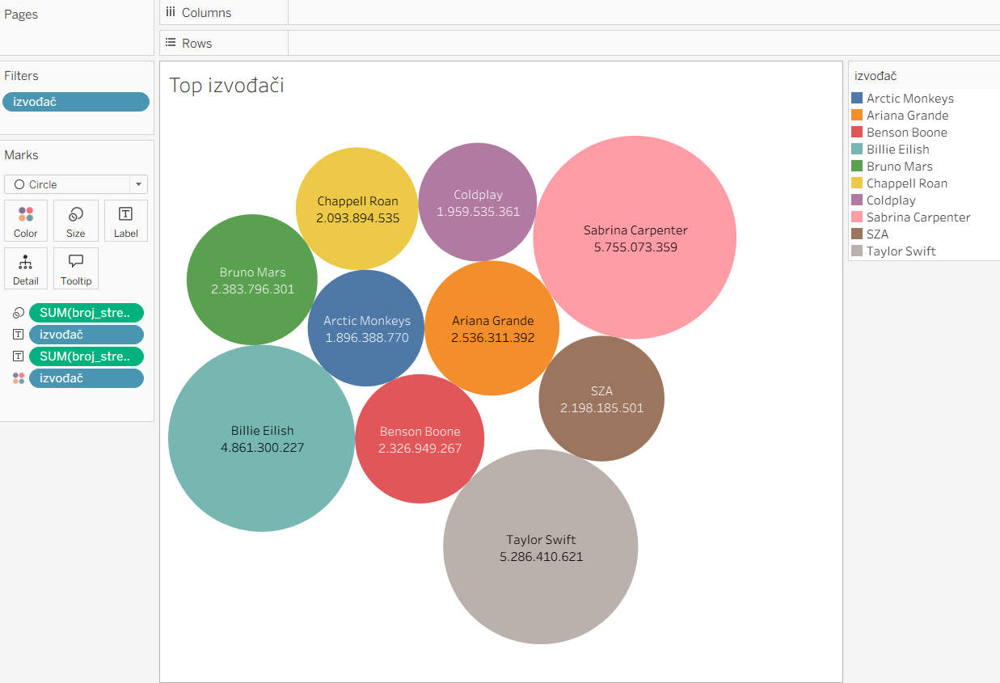 Pages
Columns
Rows
Filters
izvođač
Marks
Circle
Color
Size
Label
Detail
Tooltip
SUM(broj_stre..
izvođač
SUM(broj_stre..
izvođač
Top izvođači
Chappell Roan
2.093.894.535
Coldplay
1.959.535.361
Sabrina Carpenter
5.755.073.359
Bruno Mars
2.383.796.301
Arctic Monkeys
1.896.388.770
Ariana Grande
2.536.311.392
SZA
2.198.185.501
Billie Eilish
4.861.300.227
Benson Boone
2.326.949.267
Taylor Swift
5.286.410.621
izvođač
Arctic Monkeys
Ariana Grande
Benson Boone
Billie Eilish
Bruno Mars
Chappell Roan
Coldplay
Sabrina Carpenter
SZA
Taylor Swift